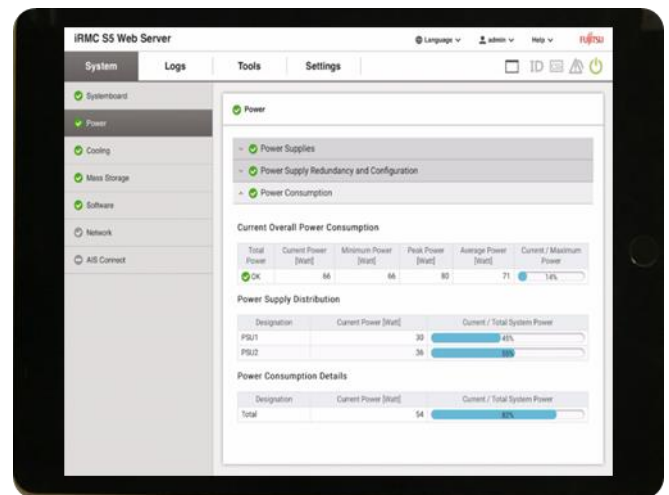 iRMC S5 Web Server
Language admin Help FUJITSU
System Logs Tools Settings
ID
Systemboard
Power
Cooling
Mass Storage
Software
Network
AIS Connect
Power
Power Supplies
Power Supply Redundancy and Configuration
Power Consumption
Current Overall Power Consumption
Total Power Current Power [Watt] Minimum Power [Watt] Peak Power [Watt] Average Power [Watt] Current / Maximum Power
OK 66 66 80 71 14%
Power Supply Distribution
Designation Current Power [Watt] Current / Total System Power
PSU1 30 45%
PSU2 36 55%
Power Consumption Details
Designation Current Power [Watt] Current / Total System Power
Total 54 82%